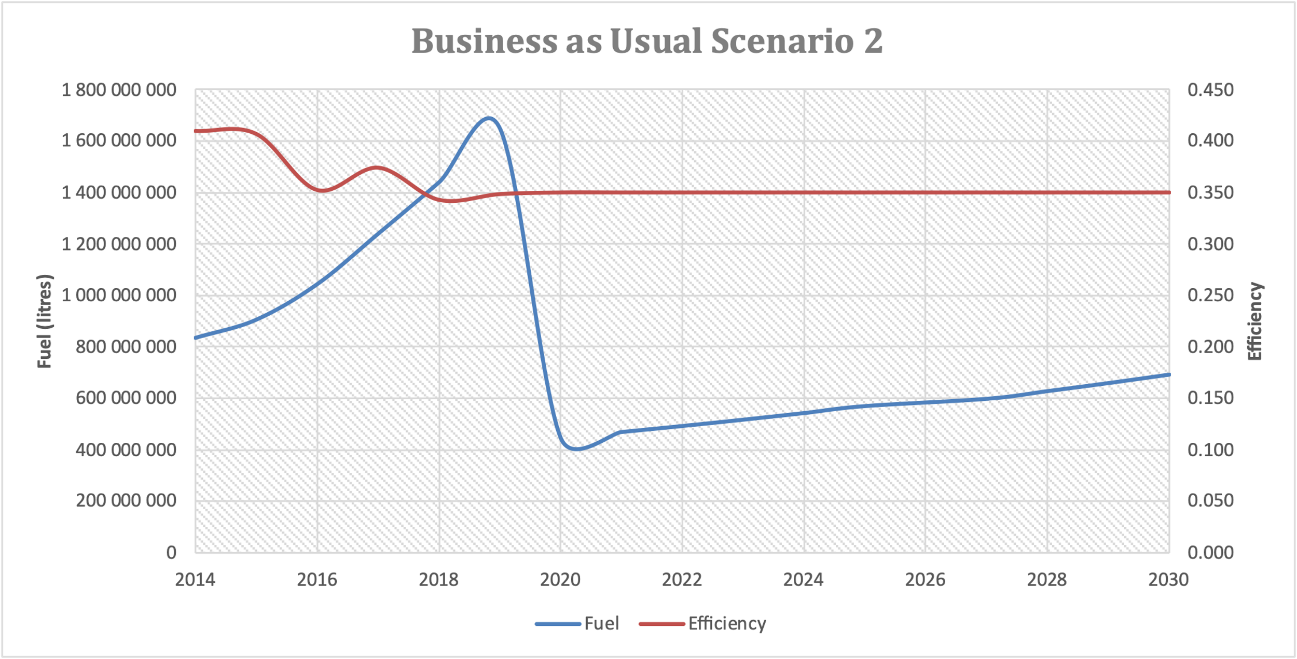 Business as Usual Scenario 2
1 800 000 000
1 600 000 000
1 400 000 000
1 200 000 000
1 000 000 000
800 000 000
600 000 000
400 000 000
200 000 000
0
Fuel (litres)
0.450
0.400
0.350
0.300
0.250
0.200
0.150
0.100
0.050
0.000
Efficiency
2014 2016 2018 2020 2022 2024 2026 2028 2030
Fuel Efficiency